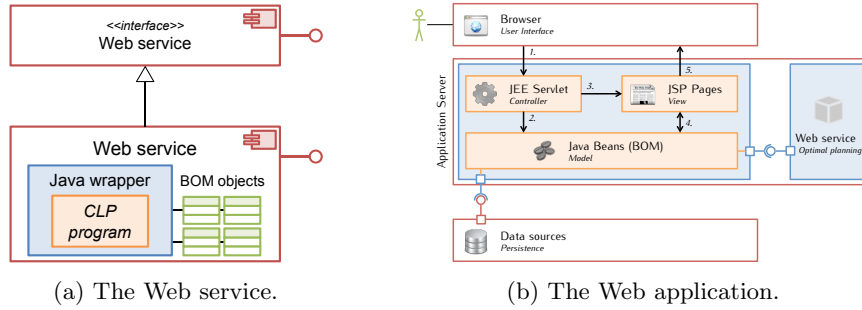 <<interface>>
Web service
Web service
Java wrapper
BOM objects
CLP
program
(a) The Web service.
Browser
User Interface
1.
5.
Application Server
JEE Servlet
Controller
3.
JSP Pages
View
2.
4.
Java Beans (BOM)
Model
Web service
Optimal planning
Data sources
Persistence
(b) The Web application.